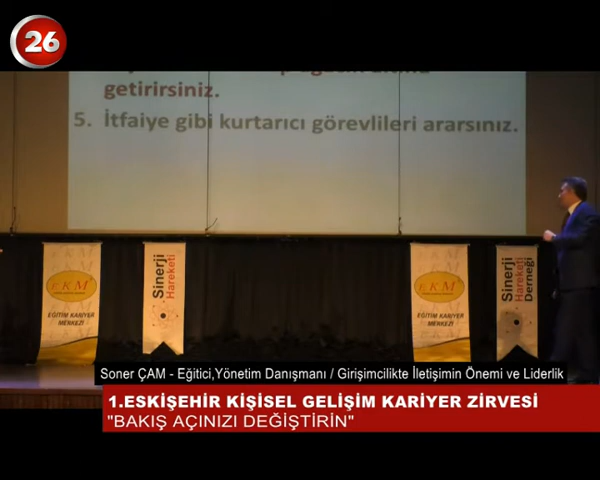 26
getirirsiniz.
5. İtfaiye gibi kurtarıcı görevlileri ararsınız.
EKM
EĞİTİM KARİYER
MERKEZİ
Sinerji
Hareketi
EKM
EĞİTİM KARİYER
MERKEZİ
Sinerji
Hareketi
Derneği
Soner ÇAM - Eğitici,Yönetim Danışmanı / Girişimcilikte İletişimin Önemi ve Liderlik
1.ESKİŞEHİR KİŞİSEL GELİŞİM KARİYER ZİRVESİ
"BAKIŞ AÇINIZI DEĞİŞTİRİN"